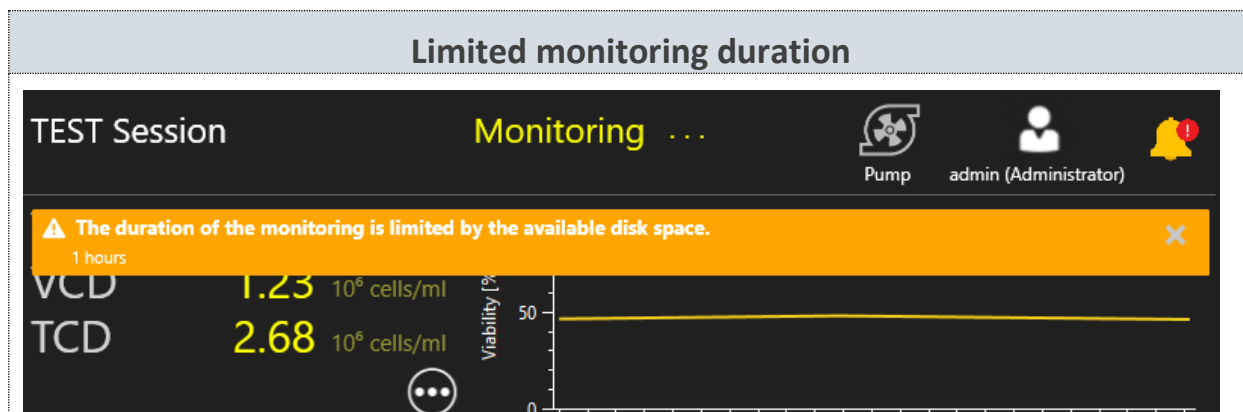 Limited monitoring duration
TEST Session
Monitoring ...
Pump
admin (Administrator)
!
The duration of the monitoring is limited by the available disk space.
1 hours
VCD 1.23 10⁶ cells/ml
TCD 2.68 10⁶ cells/ml
Viability [%
50
0